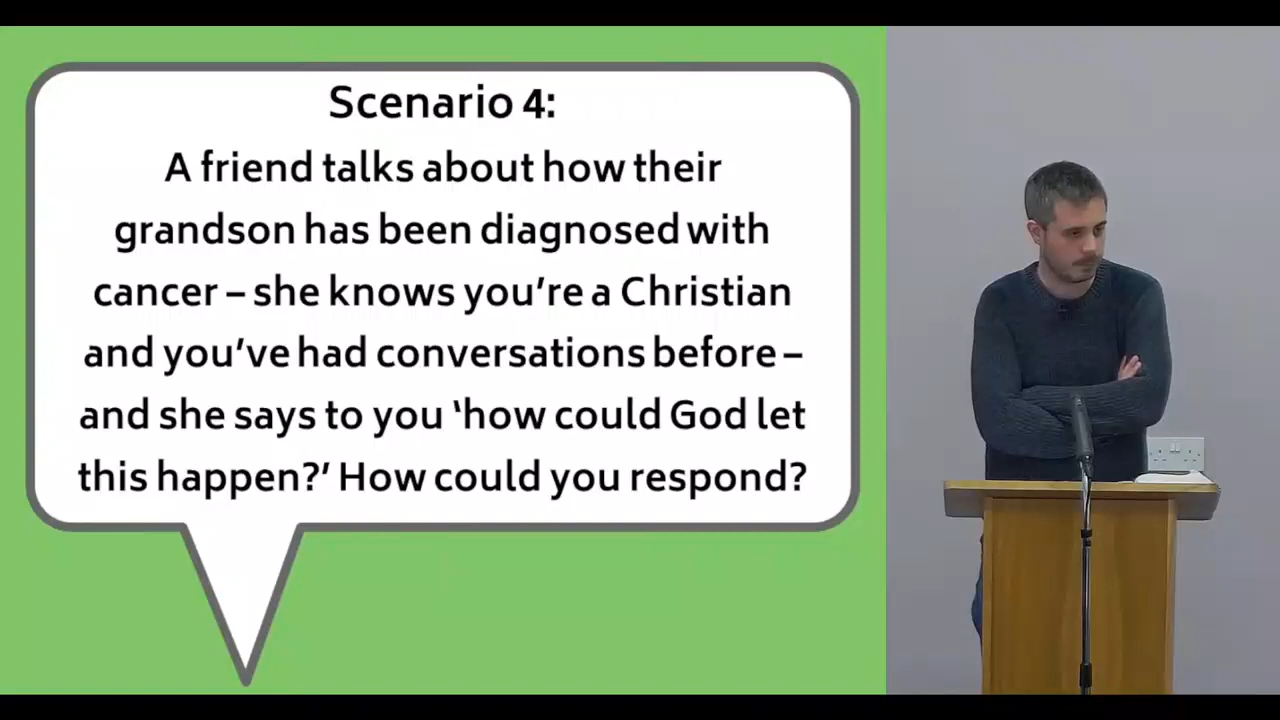 Scenario 4:
A friend talks about how their
grandson has been diagnosed with
cancer – she knows you’re a Christian
and you’ve had conversations before –
and she says to you ‘how could God let
this happen?’ How could you respond?